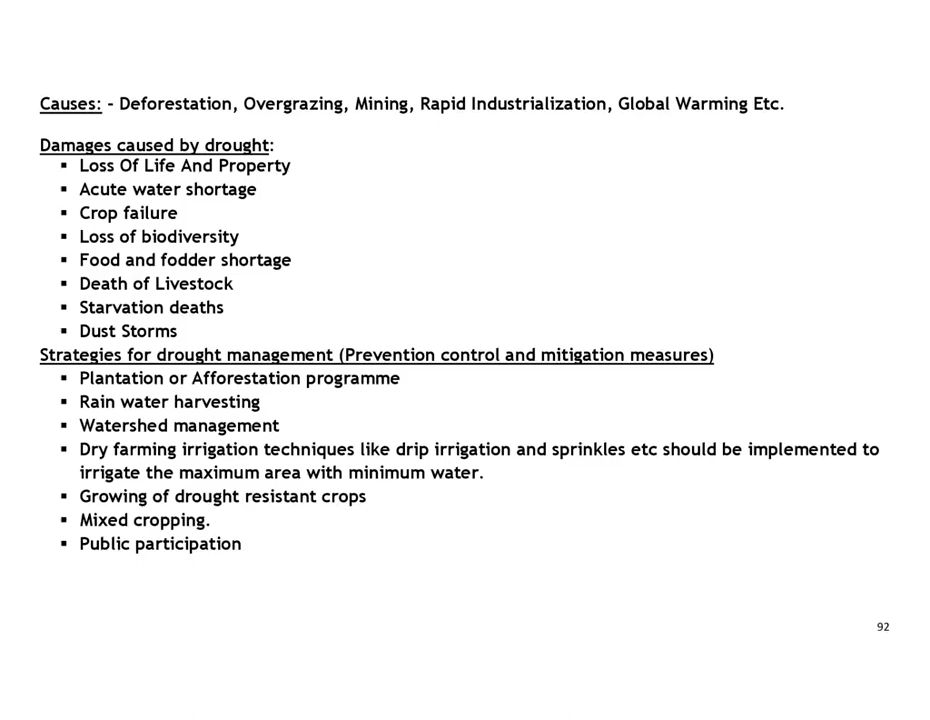 Causes: - Deforestation, Overgrazing, Mining, Rapid Industrialization, Global Warming Etc.
Damages caused by drought:
▪ Loss Of Life And Property
▪ Acute water shortage
▪ Crop failure
▪ Loss of biodiversity
▪ Food and fodder shortage
▪ Death of Livestock
▪ Starvation deaths
▪ Dust Storms
Strategies for drought management (Prevention control and mitigation measures)
▪ Plantation or Afforestation programme
▪ Rain water harvesting
▪ Watershed management
▪ Dry farming irrigation techniques like drip irrigation and sprinkles etc should be implemented to
irrigate the maximum area with minimum water.
▪ Growing of drought resistant crops
▪ Mixed cropping.
▪ Public participation
92